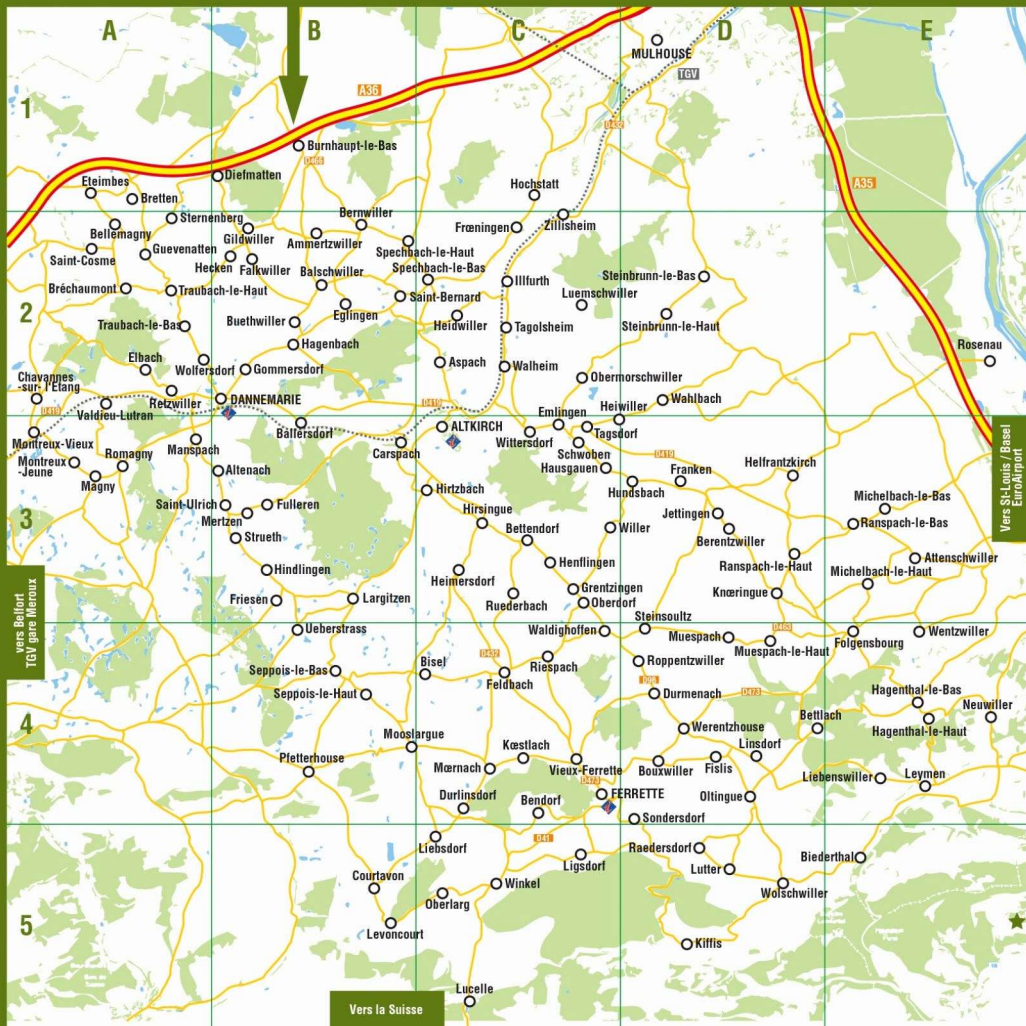 A
B
C
D
E
1
MULHOUSE
TGV
A36
D432
Burnhaupt-le-Bas
D466
Diefmatten
Eteimbes
Bretten
Hochstatt
A35
Sternenberg
Bernwiller
Bellemagny
Gildwiller
Ammertzwiller
Frœningen
Zillisheim
Saint-Cosme
Guevenatten
Hecken
Falkwiller
Spechbach-le-Haut
Balschwiller
Spechbach-le-Bas
Steinbrunn-le-Bas
Bréchaumont
Traubach-le-Haut
Saint-Bernard
Illfurth
Luemschwiller
2
Eglingen
Traubach-le-Bas
Buethwiller
Heidwiller
Tagolsheim
Steinbrunn-le-Haut
Hagenbach
Rosenau
Elbach
Wolfersdorf
Gommersdorf
Aspach
Walheim
Obermorschwiller
Chavannes
-sur- l'Etang
Retzwiller
DANNEMARIE
D419
Wahlbach
D419
Valdieu-Lutran
Emlingen
Heiwiller
Ballersdorf
ALTKIRCH
Montreux-Vieux
Manspach
Carspach
Wittersdorf
Tagsdorf
Schwoben
D419
Montreux
-Jeune
Romagny
Altenach
Hausgauen
Franken
Helfrantzkirch
Magny
Hundsbach
Hirtzbach
Saint-Ulrich
Fulleren
Michelbach-le-Bas
Mertzen
Hirsingue
Jettingen
Ranspach-le-Bas
3
Strueth
Bettendorf
Willer
Berentzwiller
Attenschwiller
Ranspach-le-Haut
Michelbach-le-Haut
Hindlingen
Heimersdorf
Henflingen
Friesen
Largitzen
Ruederbach
Grentzingen
Oberdorf
Knœringue
Vers St-Louis / Basel
EuroAirport
vers Belfort
TGV gare Meroux
Ueberstrass
Waldighoffen
Steinsoultz
Muespach
D463
Muespach-le-Haut
Folgensbourg
Wentzwiller
Seppois-le-Bas
Bisel
D432
Riespach
Roppentzwiller
Feldbach
D9B
Seppois-le-Haut
Durmenach
D473
Hagenthal-le-Bas
Neuwiller
4
Werentzhouse
Bettlach
Hagenthal-le-Haut
Mooslargue
Linsdorf
Pfetterhouse
Kœstlach
Mœrnach
Vieux-Ferrette
Bouxwiller
Fislis
Liebenswiller
Leymen
D473
FERRETTE
Oltingue
Durlinsdorf
Bendorf
Sondersdorf
Liebsdorf
D41
Raedersdorf
Ligsdorf
Biederthal
Lutter
Courtavon
Winkel
Wolschwiller
Oberlarg
5
Levoncourt
Kiffis
Lucelle
Vers la Suisse